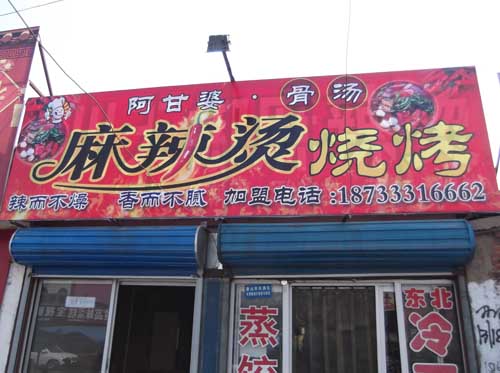 阿甘婆·骨汤
麻辣烫烧烤
辣而不燥 香而不腻 加盟电话:18733316662
蒸饺
东北
冷